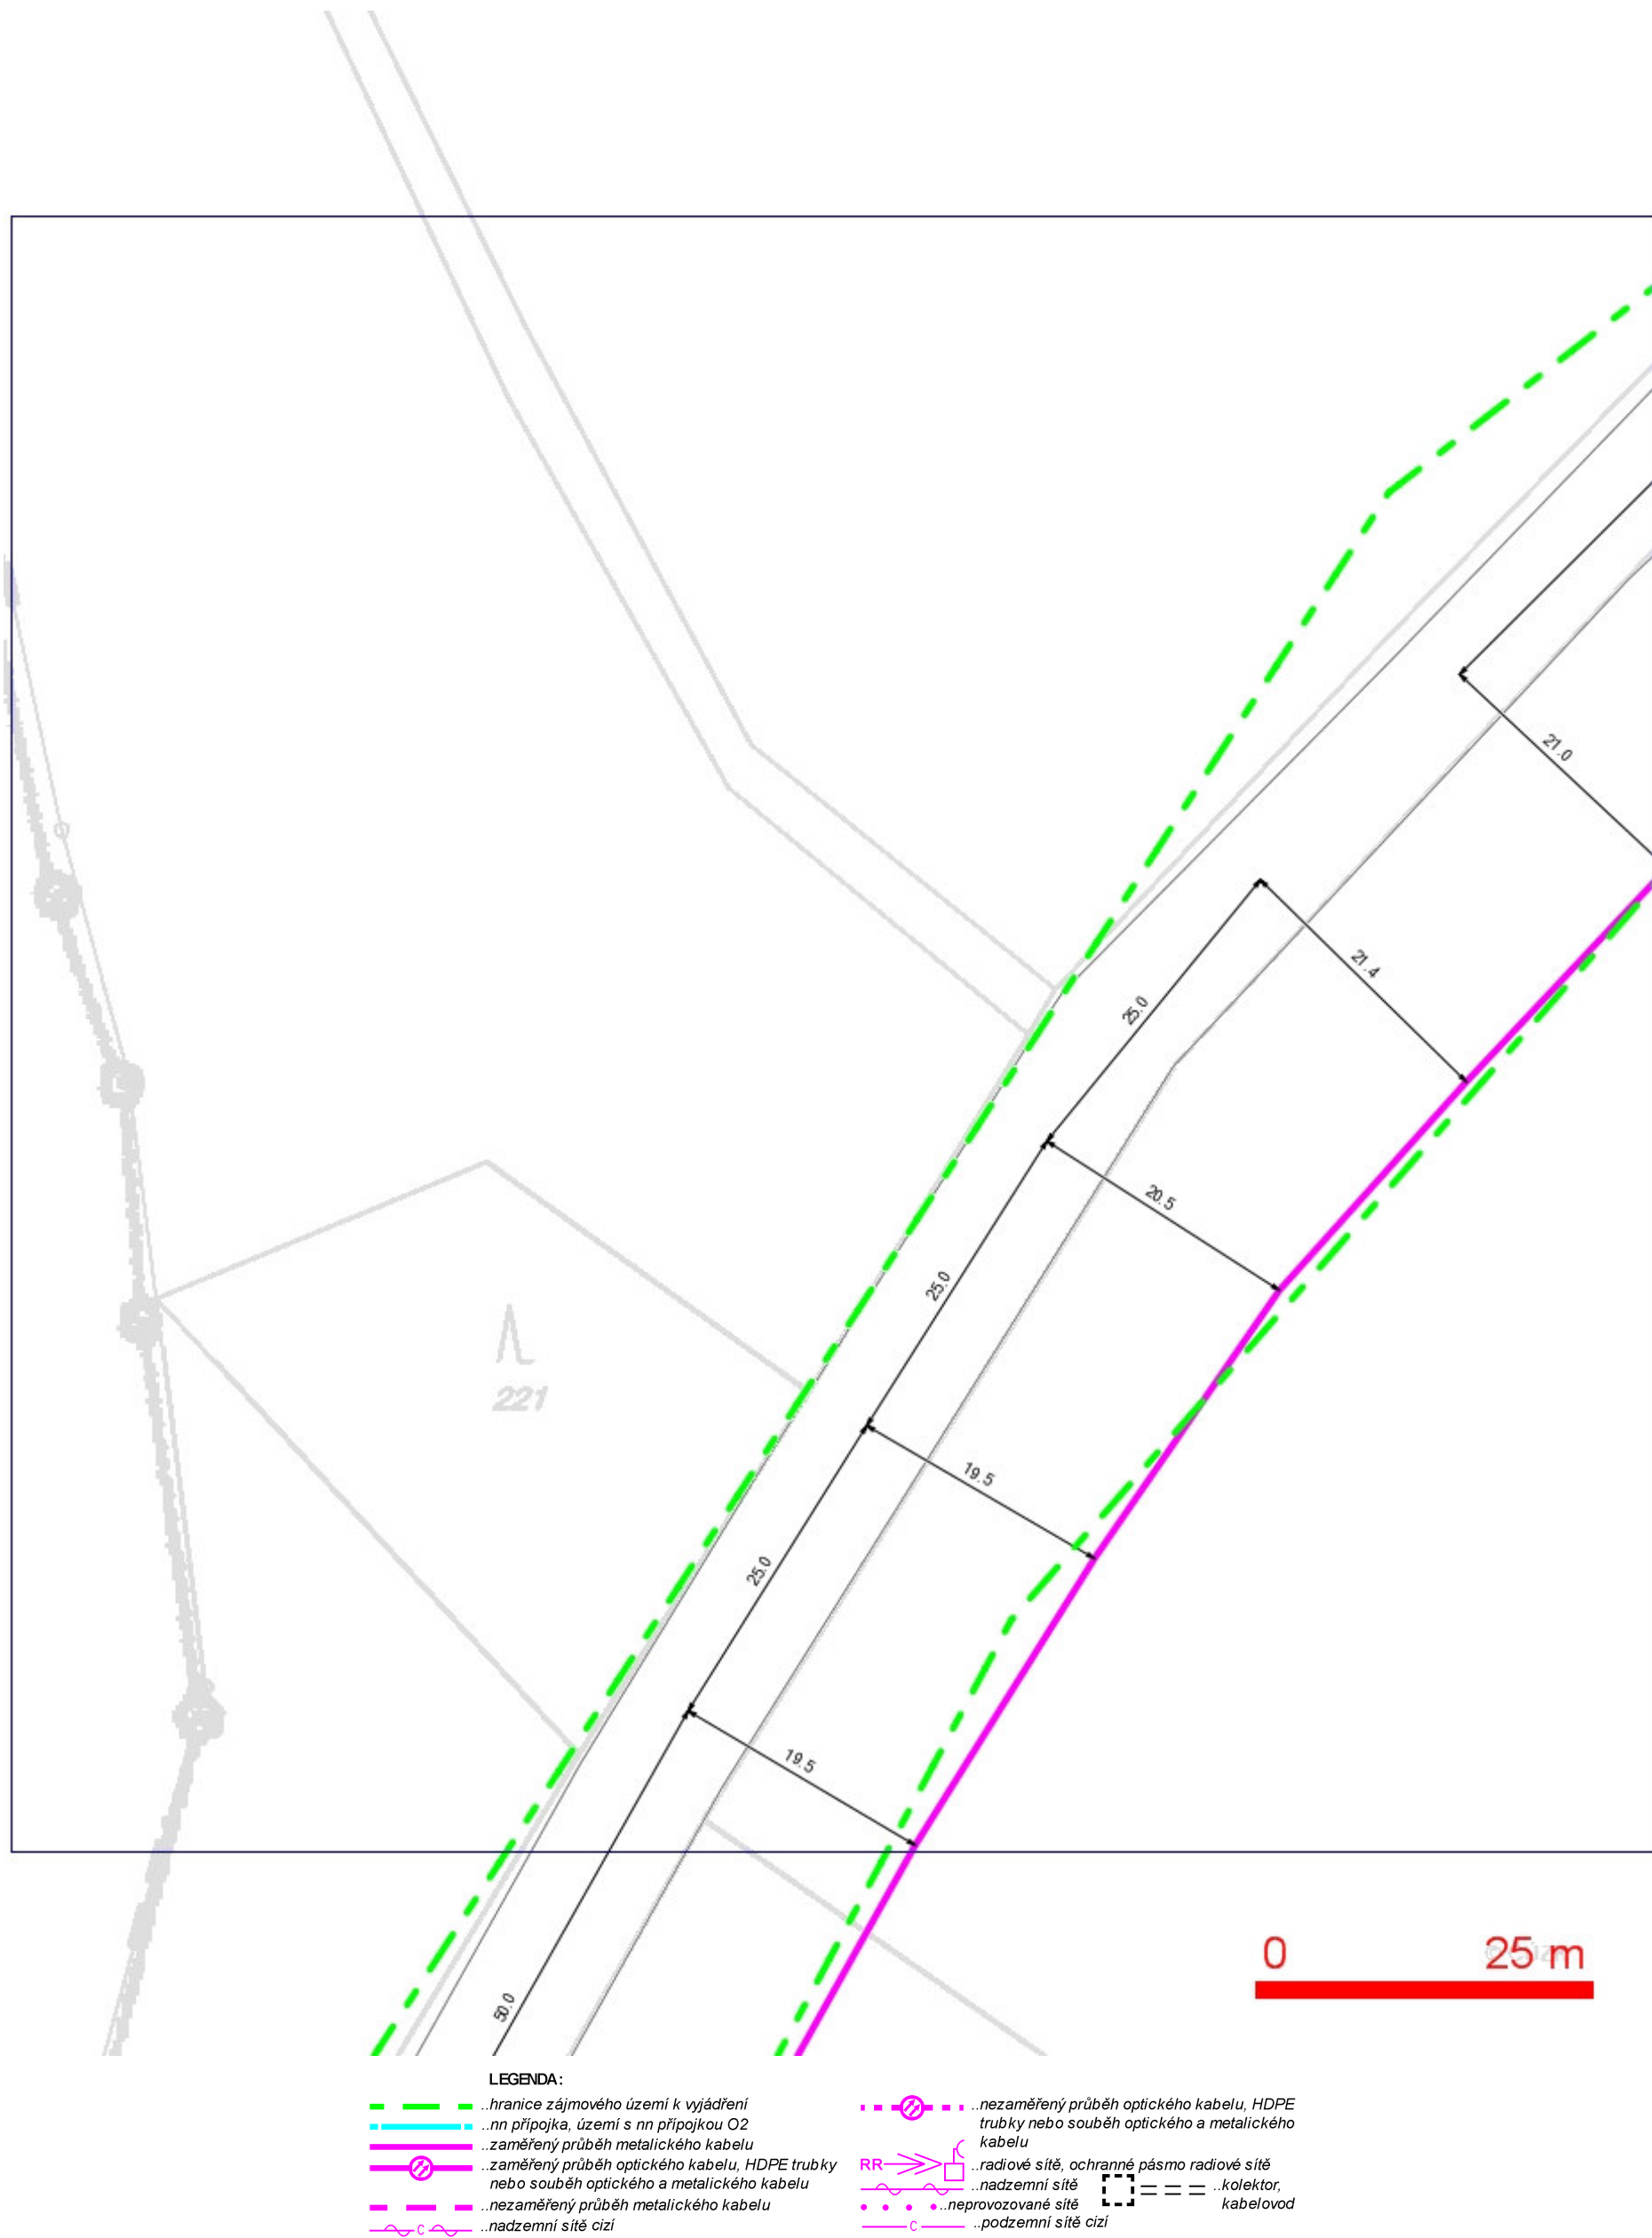 21.0
21.4
25.0
20.5
25.0
19.5
25.0
19.5
50.0
221
0 25 m
LEGENDA:
..hranice zájmového území k vyjádření
..nn přípojka, území s nn přípojkou O2
..zaměřený průběh metalického kabelu
..zaměřený průběh optického kabelu, HDPE trubky
nebo souběh optického a metalického kabelu
..nezaměřený průběh metalického kabelu
C ..nadzemní sítě cizí
..nezaměřený průběh optického kabelu, HDPE
trubky nebo souběh optického a metalického
kabelu
RR ..radiové sítě, ochranné pásmo radiové sítě
..nadzemní sítě
..kolektor,
kabelovod
..neprovozované sítě
C ..podzemní sítě cizí